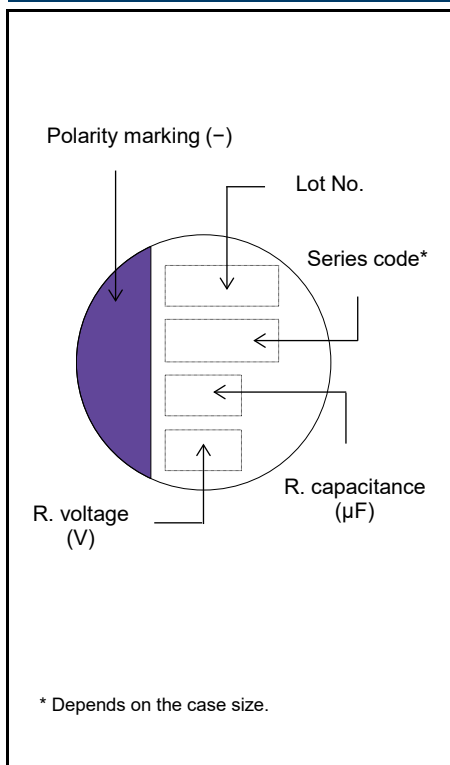 Polarity marking (−)
Lot No.
Series code*
R. capacitance
(µF)
R. voltage
(V)
* Depends on the case size.